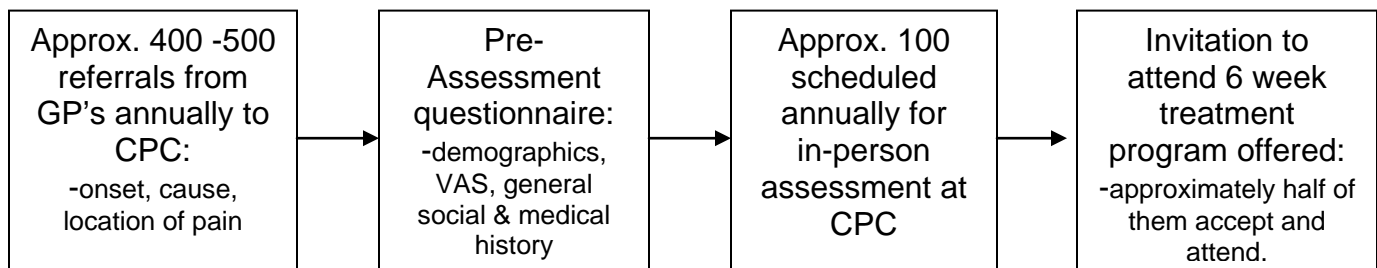 Approx. 400 -500
referrals from
GP's annually to
CPC:
-onset, cause,
location of pain
Pre-
Assessment
questionnaire:
-demographics,
VAS, general
social & medical
history
Approx. 100
scheduled
annually for
in-person
assessment at
CPC
Invitation to
attend 6 week
treatment
program offered:
-approximately half of
them accept and
attend.